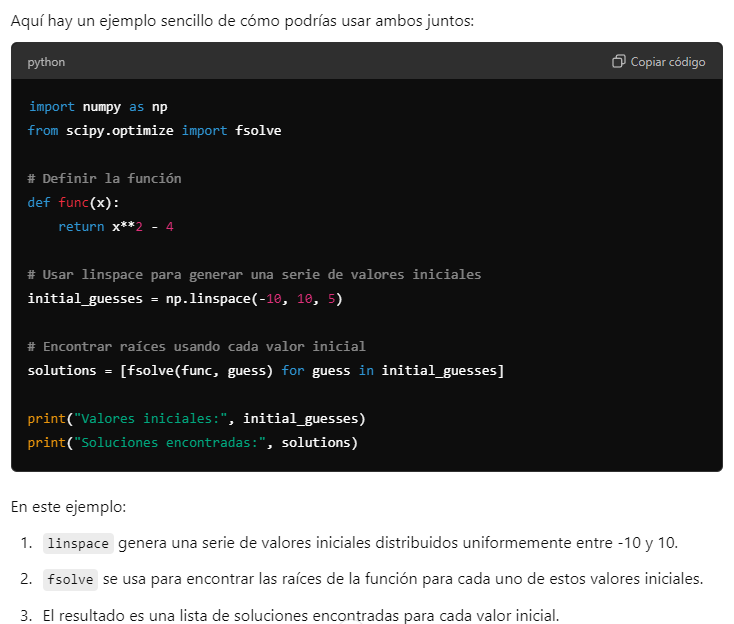 Aquí hay un ejemplo sencillo de cómo podrías usar ambos juntos:
python
Copiar código
import numpy as np
from scipy.optimize import fsolve
# Definir la función
def func(x):
    return x**2 - 4
# Usar linspace para generar una serie de valores iniciales
initial_guesses = np.linspace(-10, 10, 5)
# Encontrar raíces usando cada valor inicial
solutions = [fsolve(func, guess) for guess in initial_guesses]
print("Valores iniciales:", initial_guesses)
print("Soluciones encontradas:", solutions)
En este ejemplo:
1. linspace genera una serie de valores iniciales distribuidos uniformemente entre -10 y 10.
2. fsolve se usa para encontrar las raíces de la función para cada uno de estos valores iniciales.
3. El resultado es una lista de soluciones encontradas para cada valor inicial.